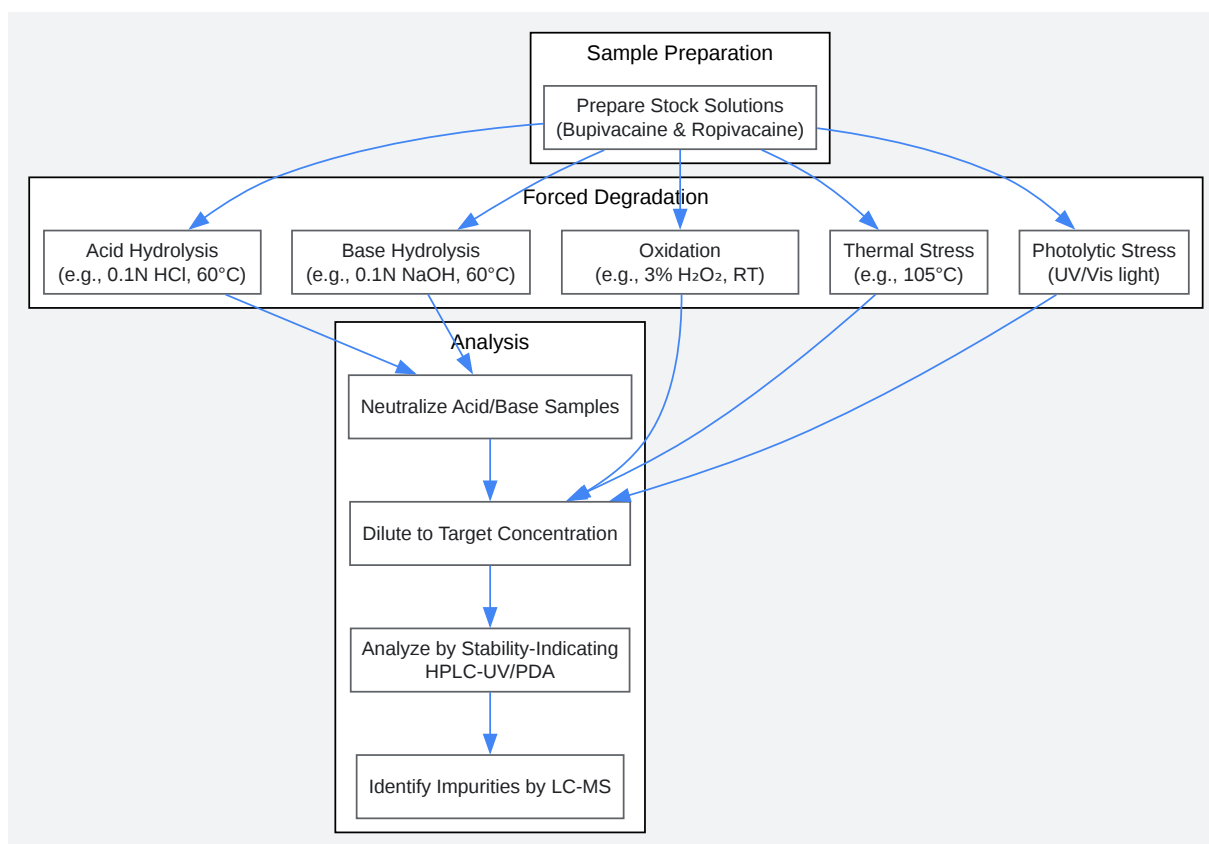 Sample Preparation
Prepare Stock Solutions
(Bupivacaine & Ropivacaine)
Forced Degradation
Acid Hydrolysis
(e.g., 0.1N HCl, 60°C)
Base Hydrolysis
(e.g., 0.1N NaOH, 60°C)
Oxidation
(e.g., 3% H₂O₂, RT)
Thermal Stress
(e.g., 105°C)
Photolytic Stress
(UV/Vis light)
Analysis
Neutralize Acid/Base Samples
Dilute to Target Concentration
Analyze by Stability-Indicating
HPLC-UV/PDA
Identify Impurities by LC-MS